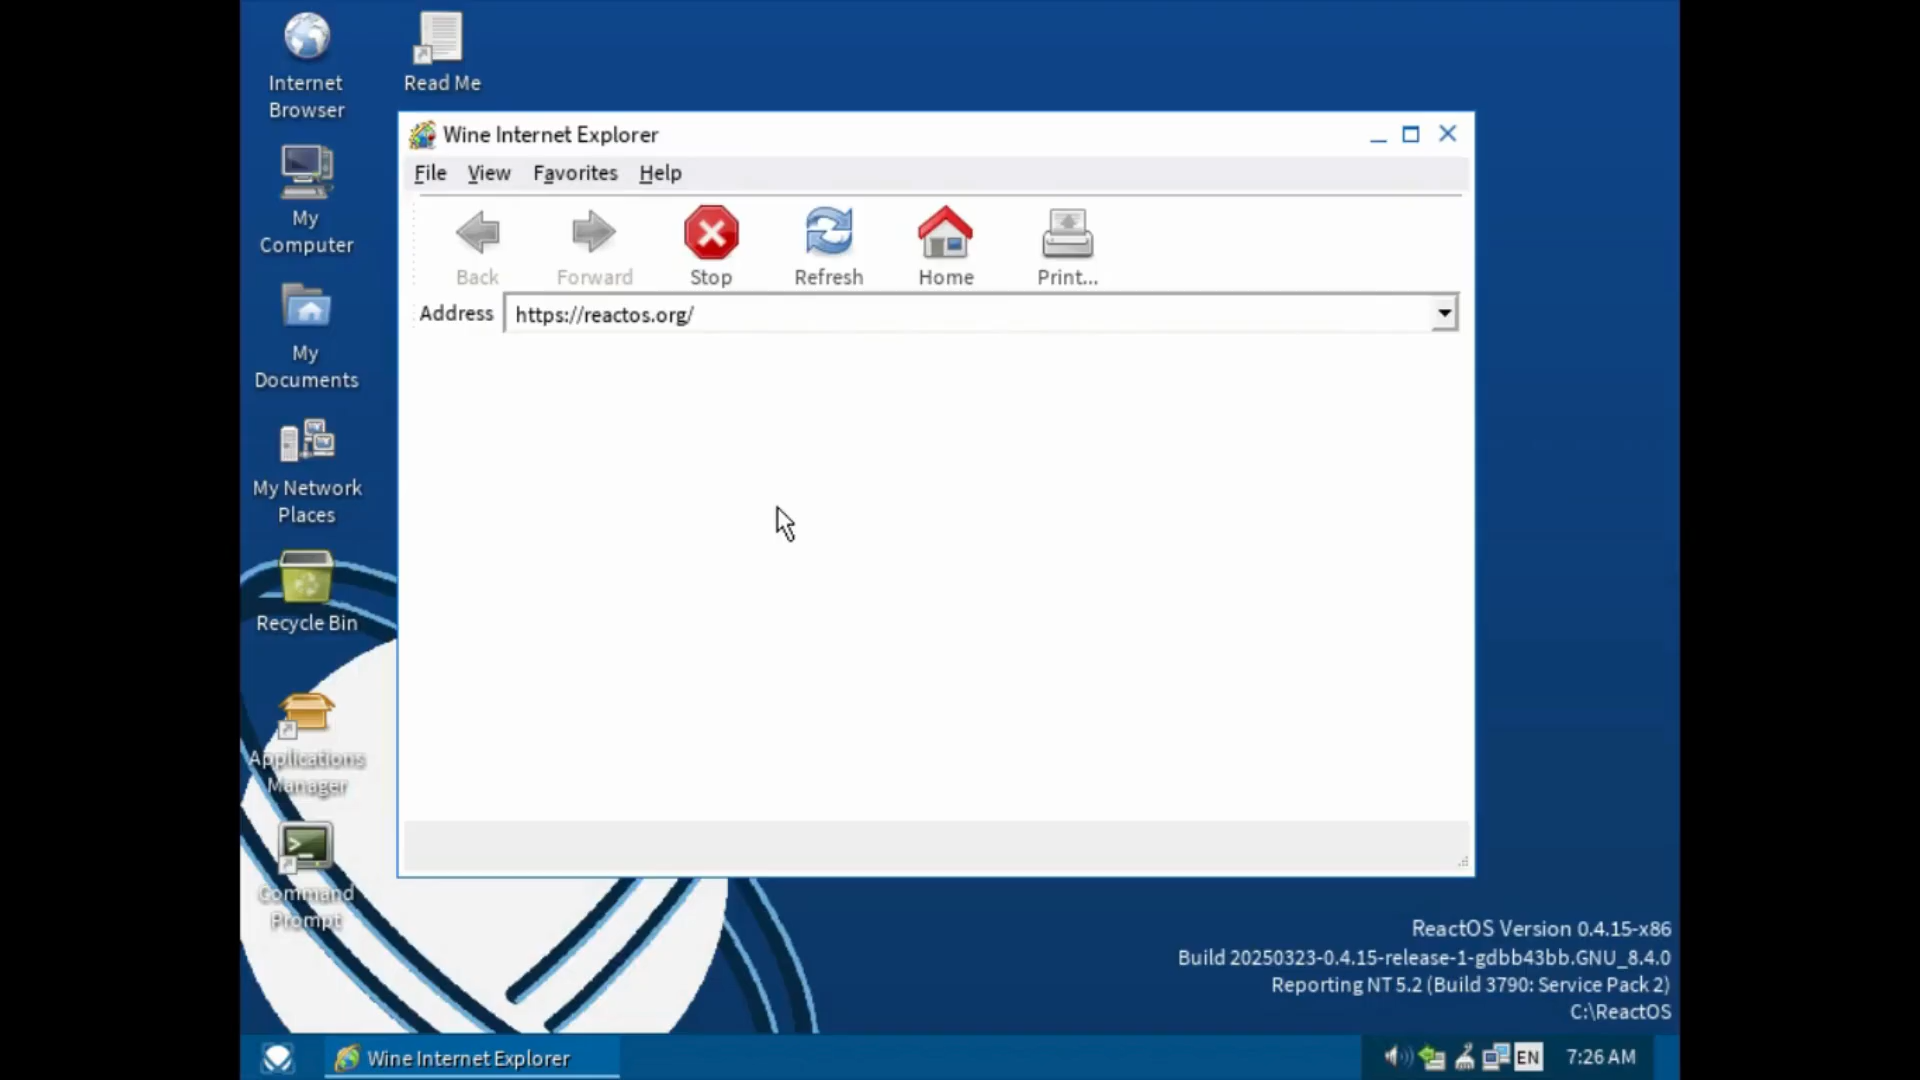 Internet
Browser
Read Me
My
Computer
My
Documents
My Network
Places
Recycle Bin
Applications
Manager
Command
Prompt
Wine Internet Explorer
File View Favorites Help
Back Forward Stop Refresh Home Print...
Address https://reactos.org/
ReactOS Version 0.4.15-x86
Build 20250323-0.4.15-release-1-gdbb43bb.GNU_8.4.0
Reporting NT 5.2 (Build 3790: Service Pack 2)
C:\ReactOS
Wine Internet Explorer
EN 7:26 AM